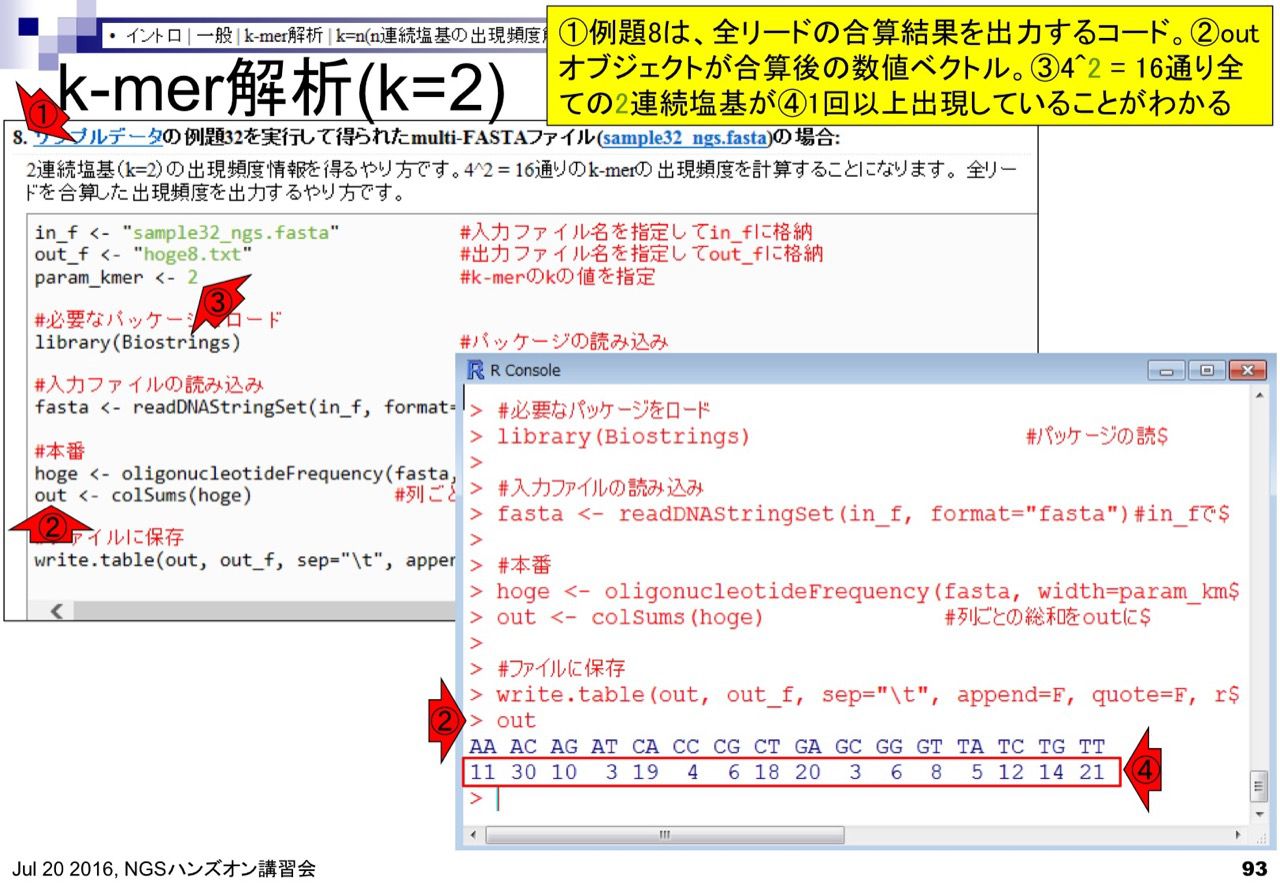 • イントロ | 一般 | k-mer解析 | k=n(n連続塩基の出現頻度
①例題8は、全リードの合算結果を出力するコード。②out
オブジェクトが合算後の数値ベクトル。③4^2 = 16通り全
ての2連続塩基が④1回以上出現していることがわかる
k-mer解析(k=2)
①
8. サンプルデータの例題32を実行して得られたmulti-FASTAファイル(sample32_ngs.fasta)の場合:
2連続塩基(k=2)の出現頻度情報を得るやり方です。4^2 = 16通りのk-merの出現頻度を計算することになります。全リー
ドを合算した出現頻度を出力するやり方です。
in_f <- "sample32_ngs.fasta" #入力ファイル名を指定してin_fに格納
out_f <- "hoge8.txt" #出力ファイル名を指定してout_fに格納
param_kmer <- 2 #k-merのkの値を指定
③
#必要なパッケージをロード
library(Biostrings) #パッケージの読み込み
#入力ファイルの読み込み
fasta <- readDNAStringSet(in_f, format=
#本番
hoge <- oligonucleotideFrequency(fasta,
out <- colSums(hoge) #列ごと
②
#ファイルに保存
write.table(out, out_f, sep="\t", appen
R Console
> #必要なパッケージをロード
> library(Biostrings) #パッケージの読$
>
> #入力ファイルの読み込み
> fasta <- readDNAStringSet(in_f, format="fasta")#in_fで$
>
> #本番
> hoge <- oligonucleotideFrequency(fasta, width=param_km$
> out <- colSums(hoge) #列ごとの総和をoutに$
>
> #ファイルに保存
> write.table(out, out_f, sep="\t", append=F, quote=F, r$
② > out
AA AC AG AT CA CC CG CT GA GC GG GT TA TC TG TT
11 30 10 3 19 4 6 18 20 3 6 8 5 12 14 21 ④
>
Jul 20 2016, NGSハンズオン講習会
93